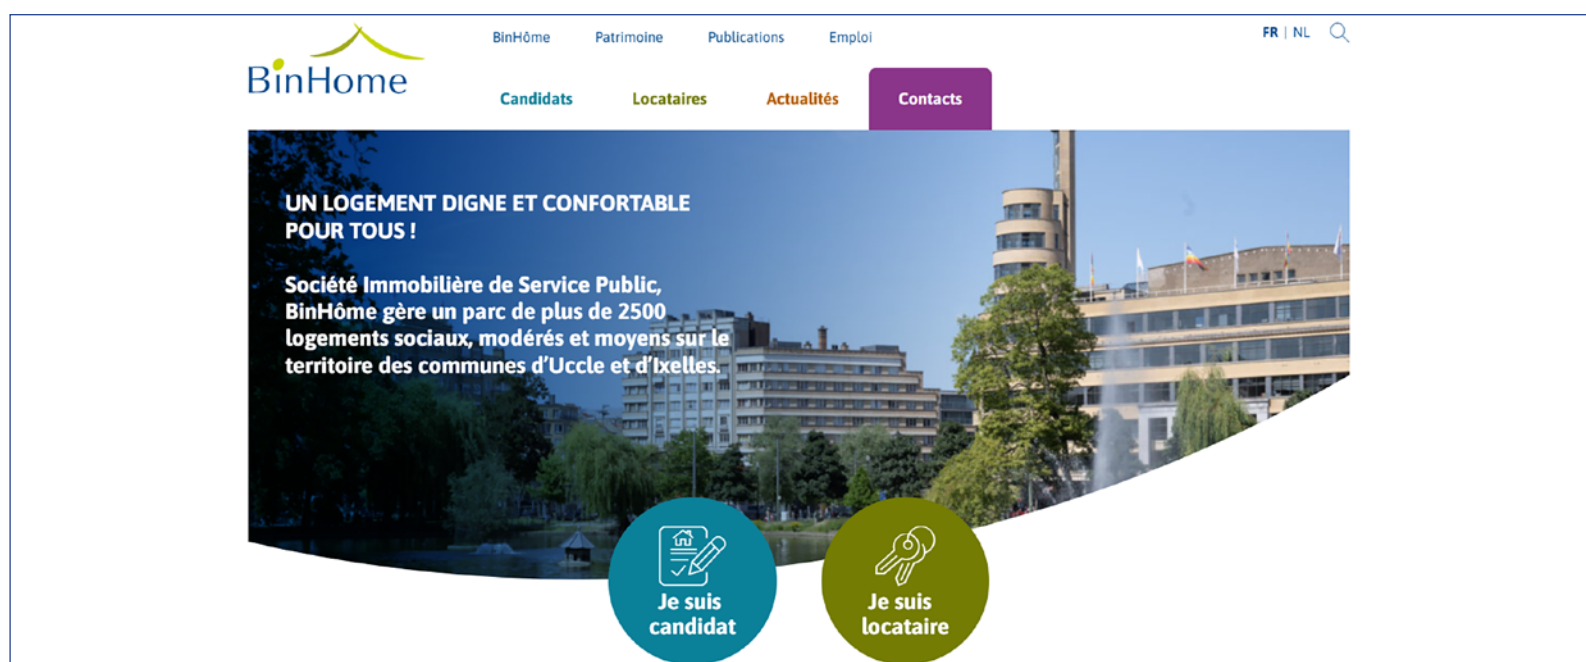 BinHôme Patrimoine Publications Emploi
FR | NL
BinHome
Candidats Locataires Actualités Contacts
UN LOGEMENT DIGNE ET CONFORTABLE
POUR TOUS !
Société Immobilière de Service Public,
BinHôme gère un parc de plus de 2500
logements sociaux, modérés et moyens sur le
territoire des communes d'Uccle et d'Ixelles.
Je suis
candidat
Je suis
locataire